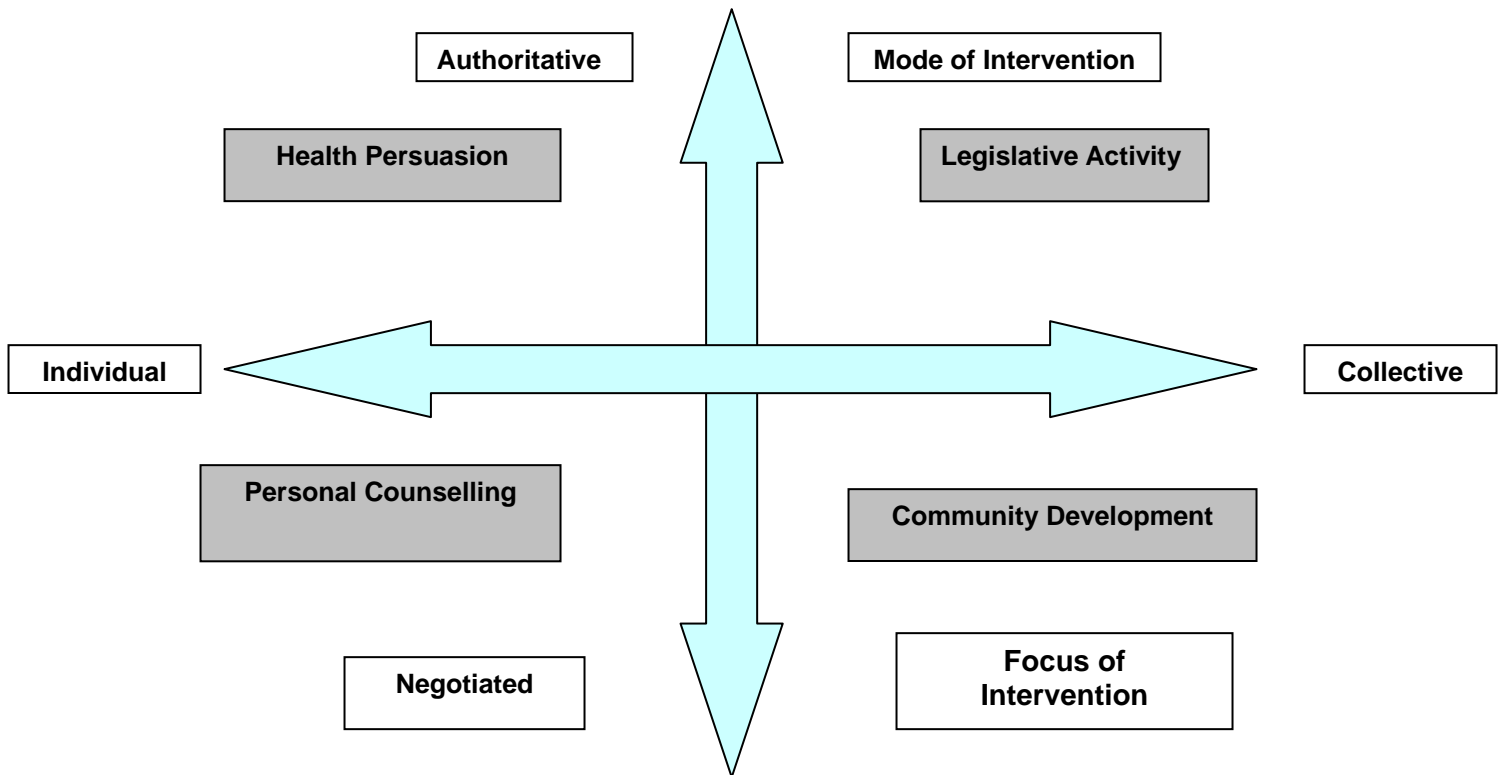 Authoritative
Mode of Intervention
Health Persuasion
Legislative Activity
Individual
Collective
Personal Counselling
Community Development
Negotiated
Focus of
Intervention